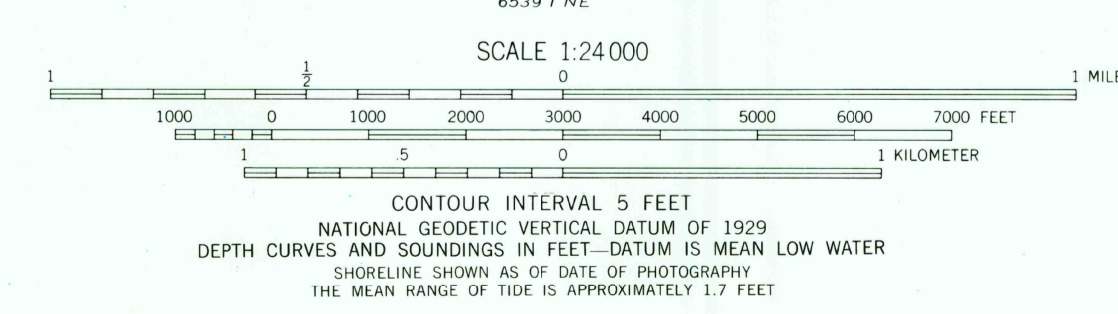 6539 I NE
SCALE 1:24 000
1 1/2 0 1 MILE
1000 0 1000 2000 3000 4000 5000 6000 7000 FEET
1 .5 0 1 KILOMETER
CONTOUR INTERVAL 5 FEET
NATIONAL GEODETIC VERTICAL DATUM OF 1929
DEPTH CURVES AND SOUNDINGS IN FEET—DATUM IS MEAN LOW WATER
SHORELINE SHOWN AS OF DATE OF PHOTOGRAPHY
THE MEAN RANGE OF TIDE IS APPROXIMATELY 1.7 FEET